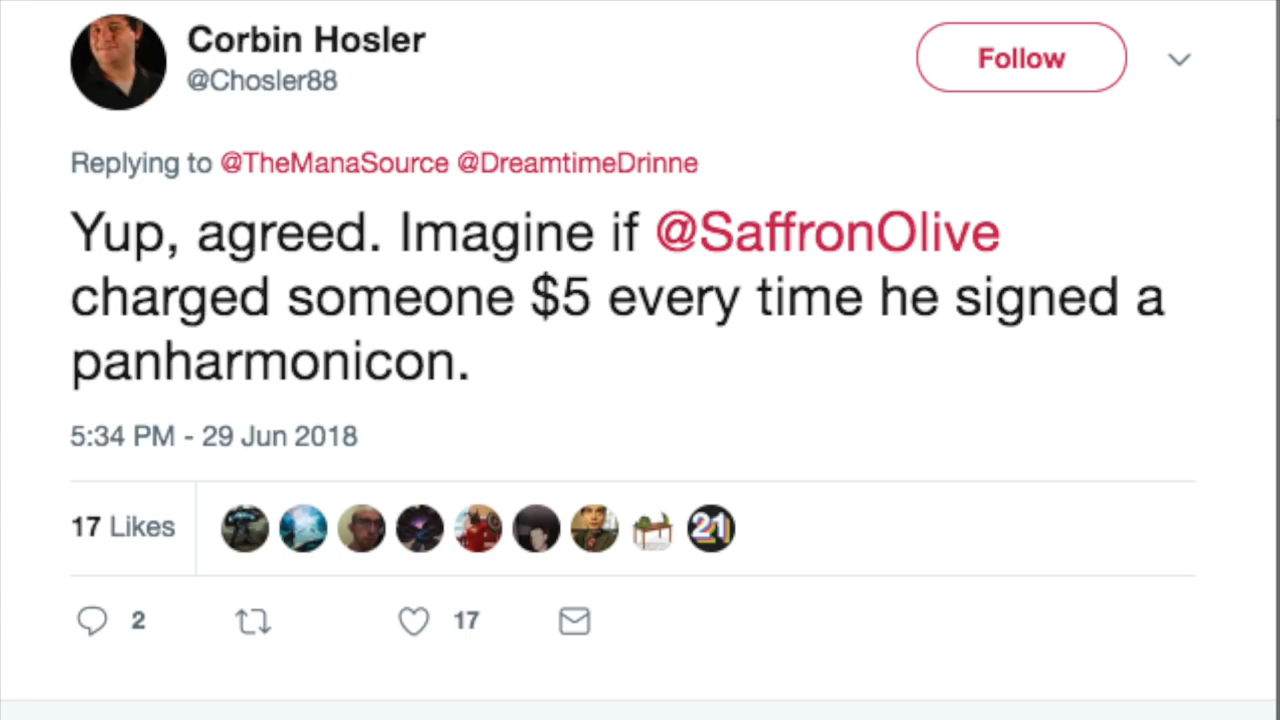 Corbin Hosler
@Chosler88
Follow
Replying to @TheManaSource @DreamtimeDrinne
Yup, agreed. Imagine if @SaffronOlive
charged someone $5 every time he signed a
panharmonicon.
5:34 PM - 29 Jun 2018
17 Likes
21
2
17